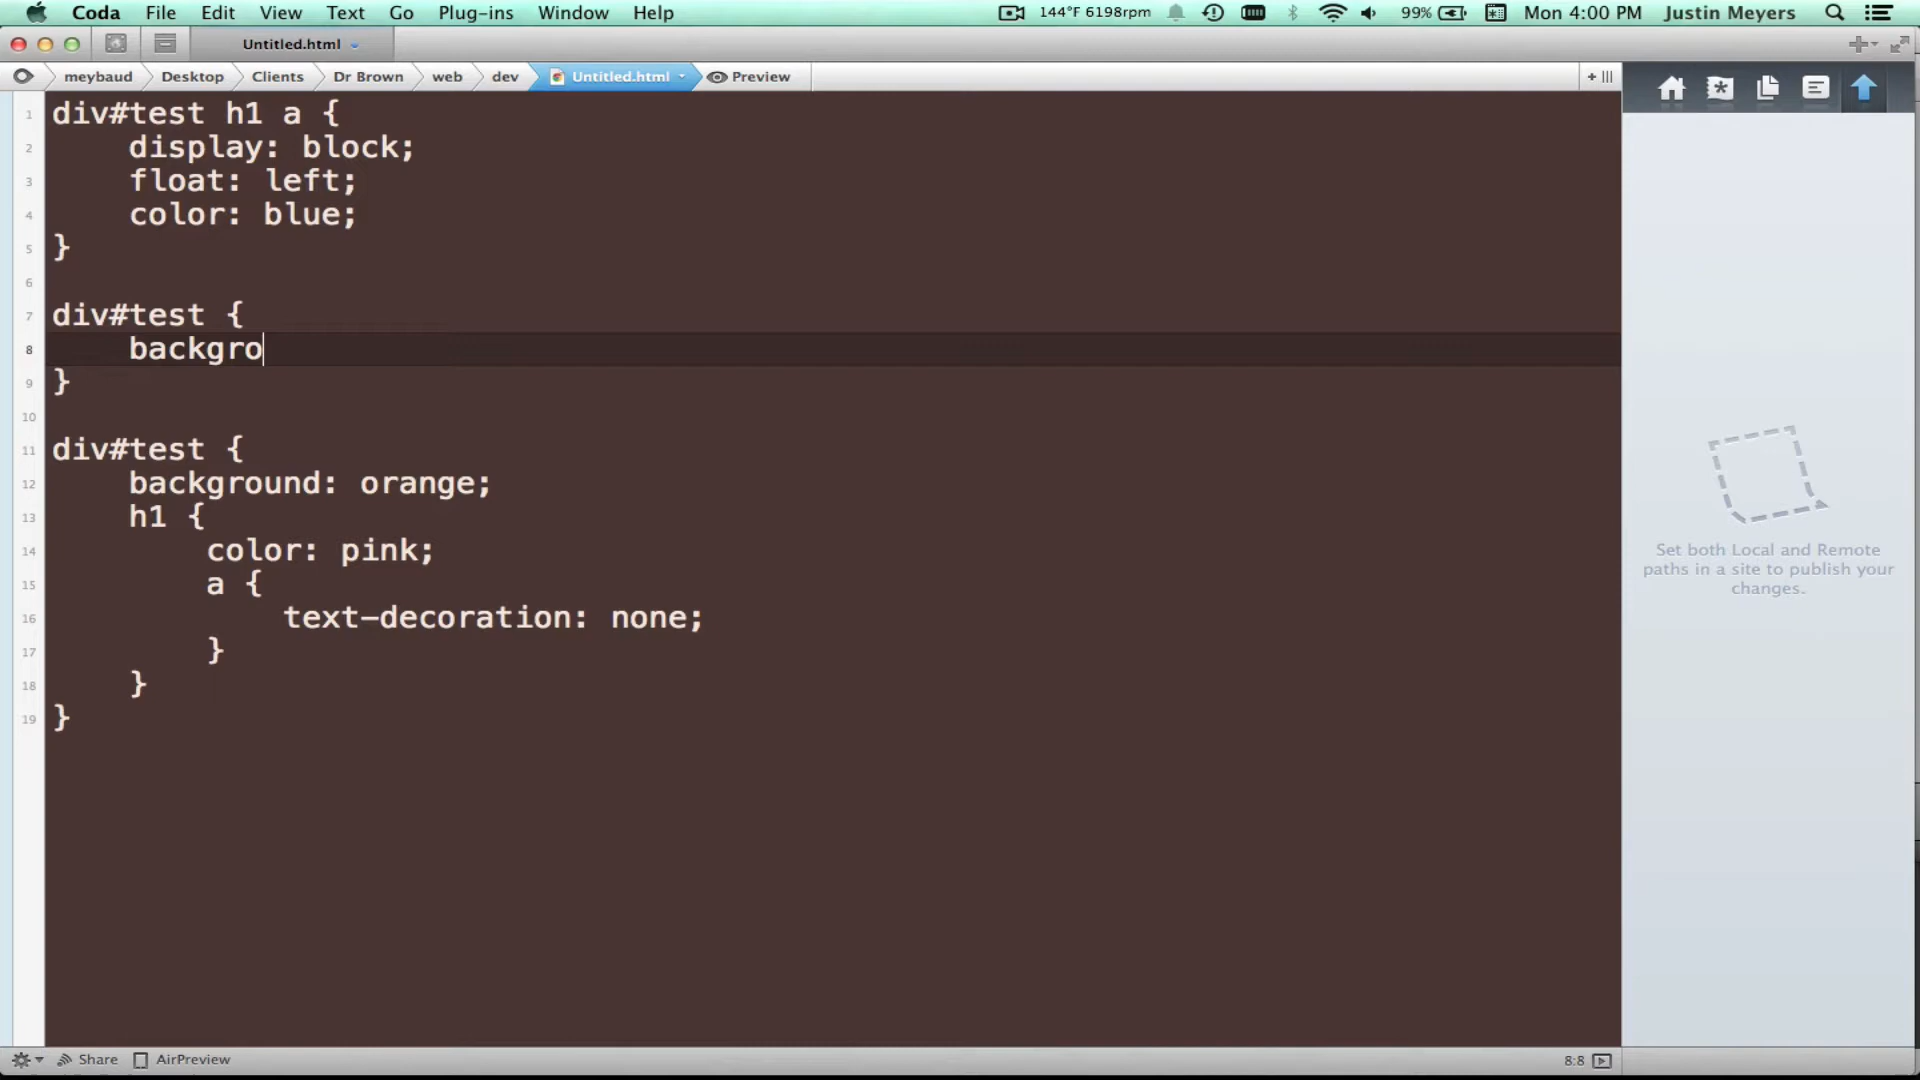 Coda File Edit View Text Go Plug-ins Window Help 144°F 6198rpm 99% Mon 4:00 PM Justin Meyers
Untitled.html
meybaud Desktop Clients Dr Brown web dev Untitled.html Preview
1 div#test h1 a {
2 display: block;
3 float: left;
4 color: blue;
5 }
6
7 div#test {
8 backgro
9 }
10
11 div#test {
12 background: orange;
13 h1 {
14 color: pink;
15 a {
16 text-decoration: none;
17 }
18 }
19 }
Set both Local and Remote
paths in a site to publish your
changes.
Share AirPreview 8:8